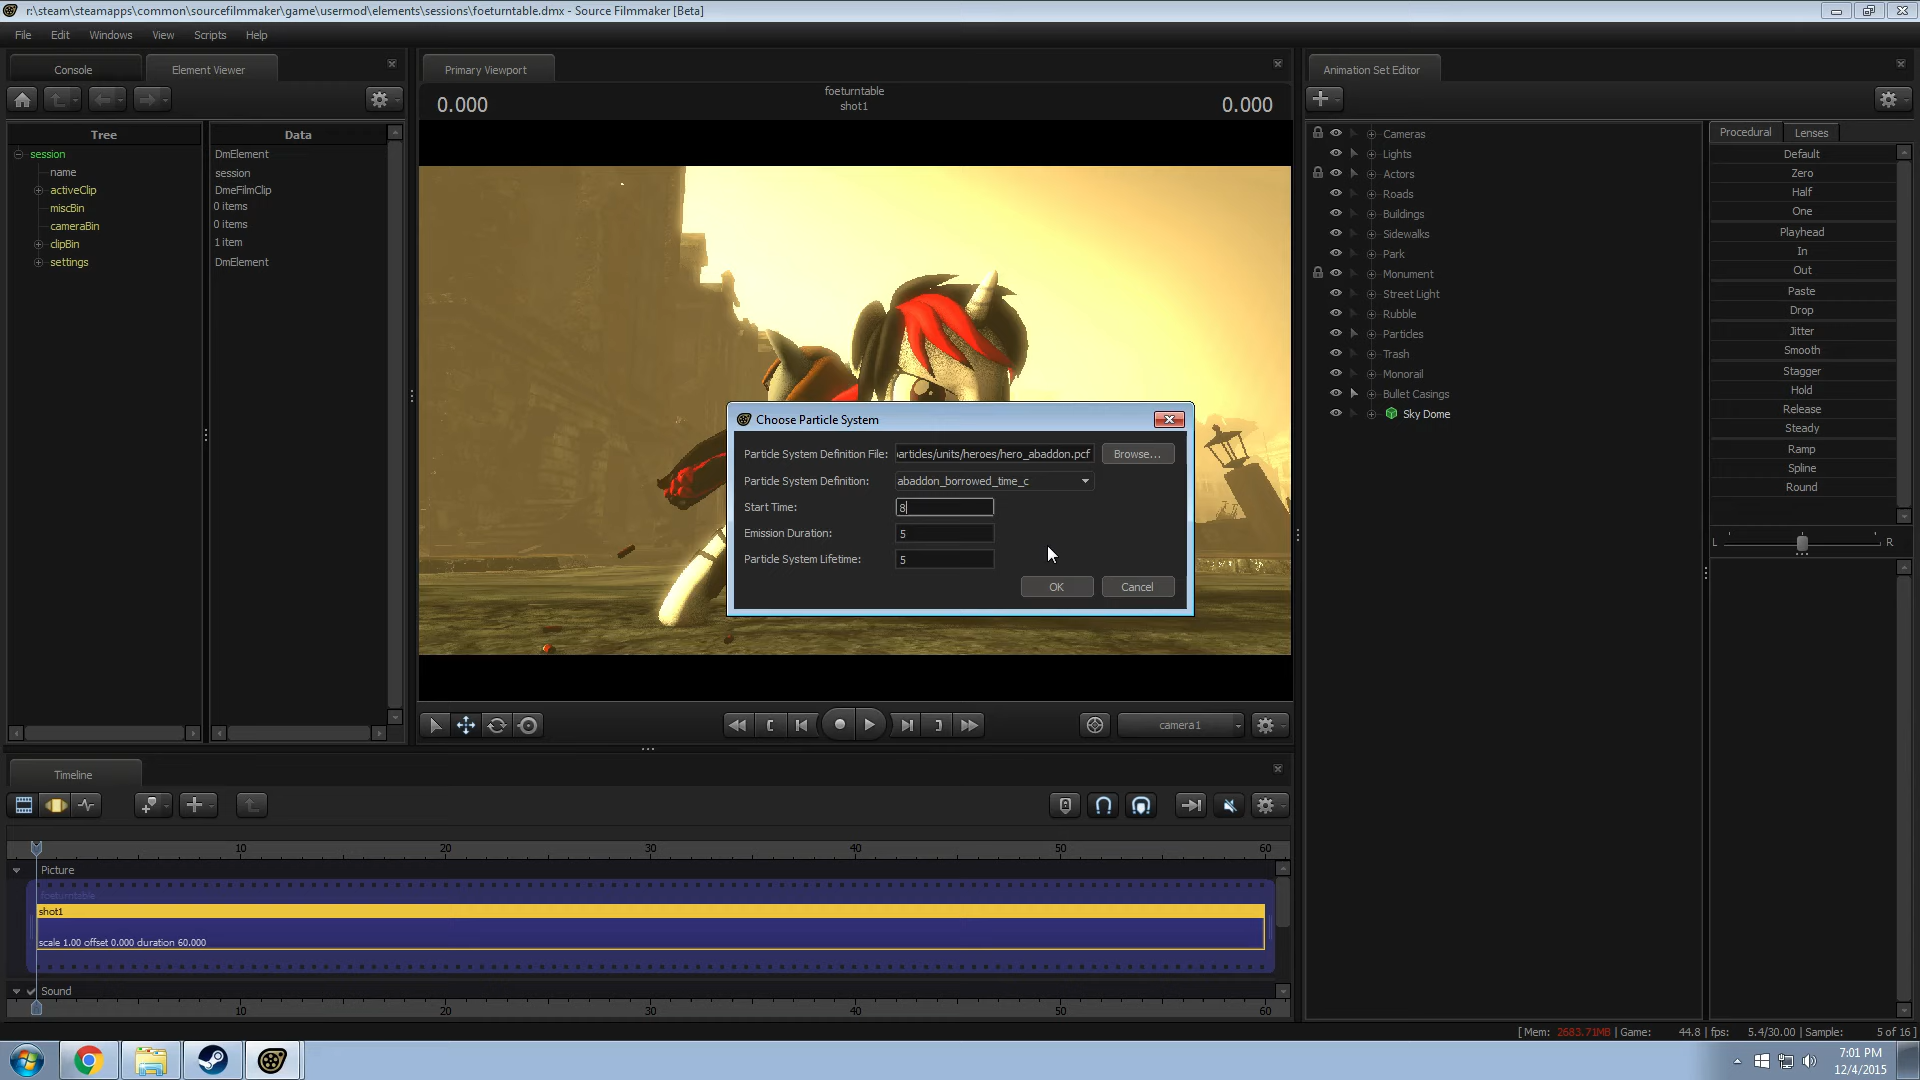 r:\steam\steamapps\common\sourcefilmmaker\game\usermod\elements\sessions\foeturntable.dmx - Source Filmmaker [Beta]
File Edit Windows View Scripts Help
Console Element Viewer
Tree Data
session DmElement
name session
activeClip DmeFilmClip
miscBin 0 items
cameraBin 0 items
clipBin 1 item
settings DmElement
Primary Viewport
0.000 foeturntable 0.000
shot1
Choose Particle System
Particle System Definition File: articles/units/heroes/hero_abaddon.pcf Browse...
Particle System Definition: abaddon_borrowed_time_c
Start Time: 8
Emission Duration: 5
Particle System Lifetime: 5
OK Cancel
camera1
Animation Set Editor
Cameras
Lights
Actors
Roads
Buildings
Sidewalks
Park
Monument
Street Light
Rubble
Particles
Trash
Monorail
Bullet Casings
Sky Dome
Procedural Lenses
Default
Zero
Half
One
Playhead
In
Out
Paste
Drop
Jitter
Smooth
Stagger
Hold
Release
Steady
Ramp
Spline
Round
L R
Timeline
10 20 30 40 50 60
Picture
foeturntable
shot1
scale 1.00 offset 0.000 duration 60.000
Sound
10 20 30 40 50 60
[ Mem: 2683.71MB | Game: 44.8 | fps: 5.4/30.00 | Sample: 5 of 16 ]
7:01 PM
12/4/2015